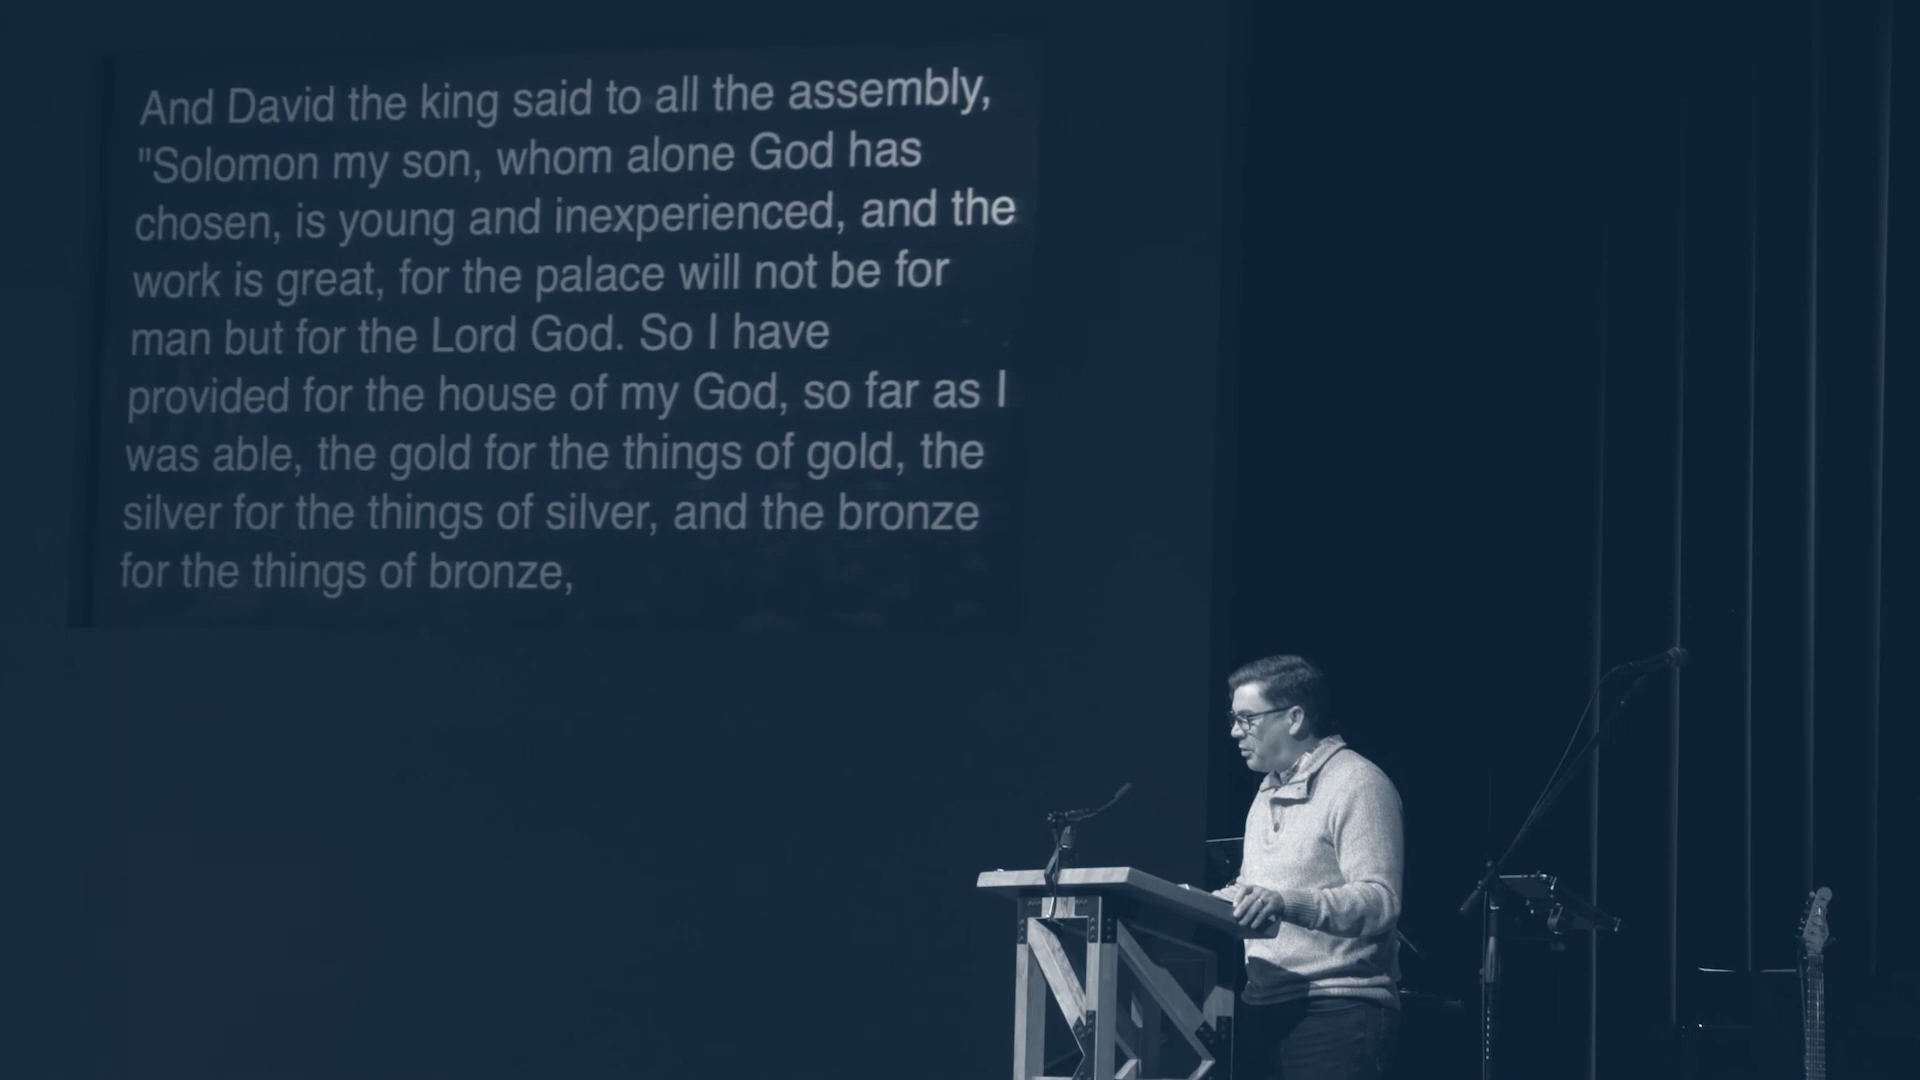 And David the king said to all the assembly,
"Solomon my son, whom alone God has
chosen, is young and inexperienced, and the
work is great, for the palace will not be for
man but for the Lord God. So I have
provided for the house of my God, so far as I
was able, the gold for the things of gold, the
silver for the things of silver, and the bronze
for the things of bronze,